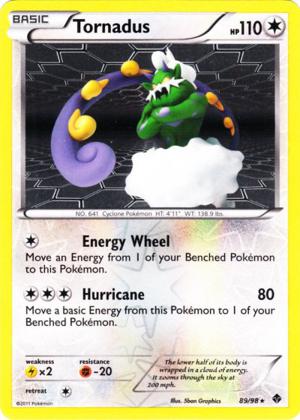 BASIC
Tornadus
HP110
NO. 641 Cyclone Pokémon HT: 4'11" WT: 138.9 lbs.
Energy Wheel
Move an Energy from 1 of your Benched Pokémon
to this Pokémon.
Hurricane 80
Move a basic Energy from this Pokémon to 1 of your
Benched Pokémon.
weakness resistance
×2 -20
The lower half of its body is
wrapped in a cloud of energy.
It zooms through the sky at
200 mph.
retreat
©2011 Pokémon
Illus. 5ban Graphics
89/98 ★